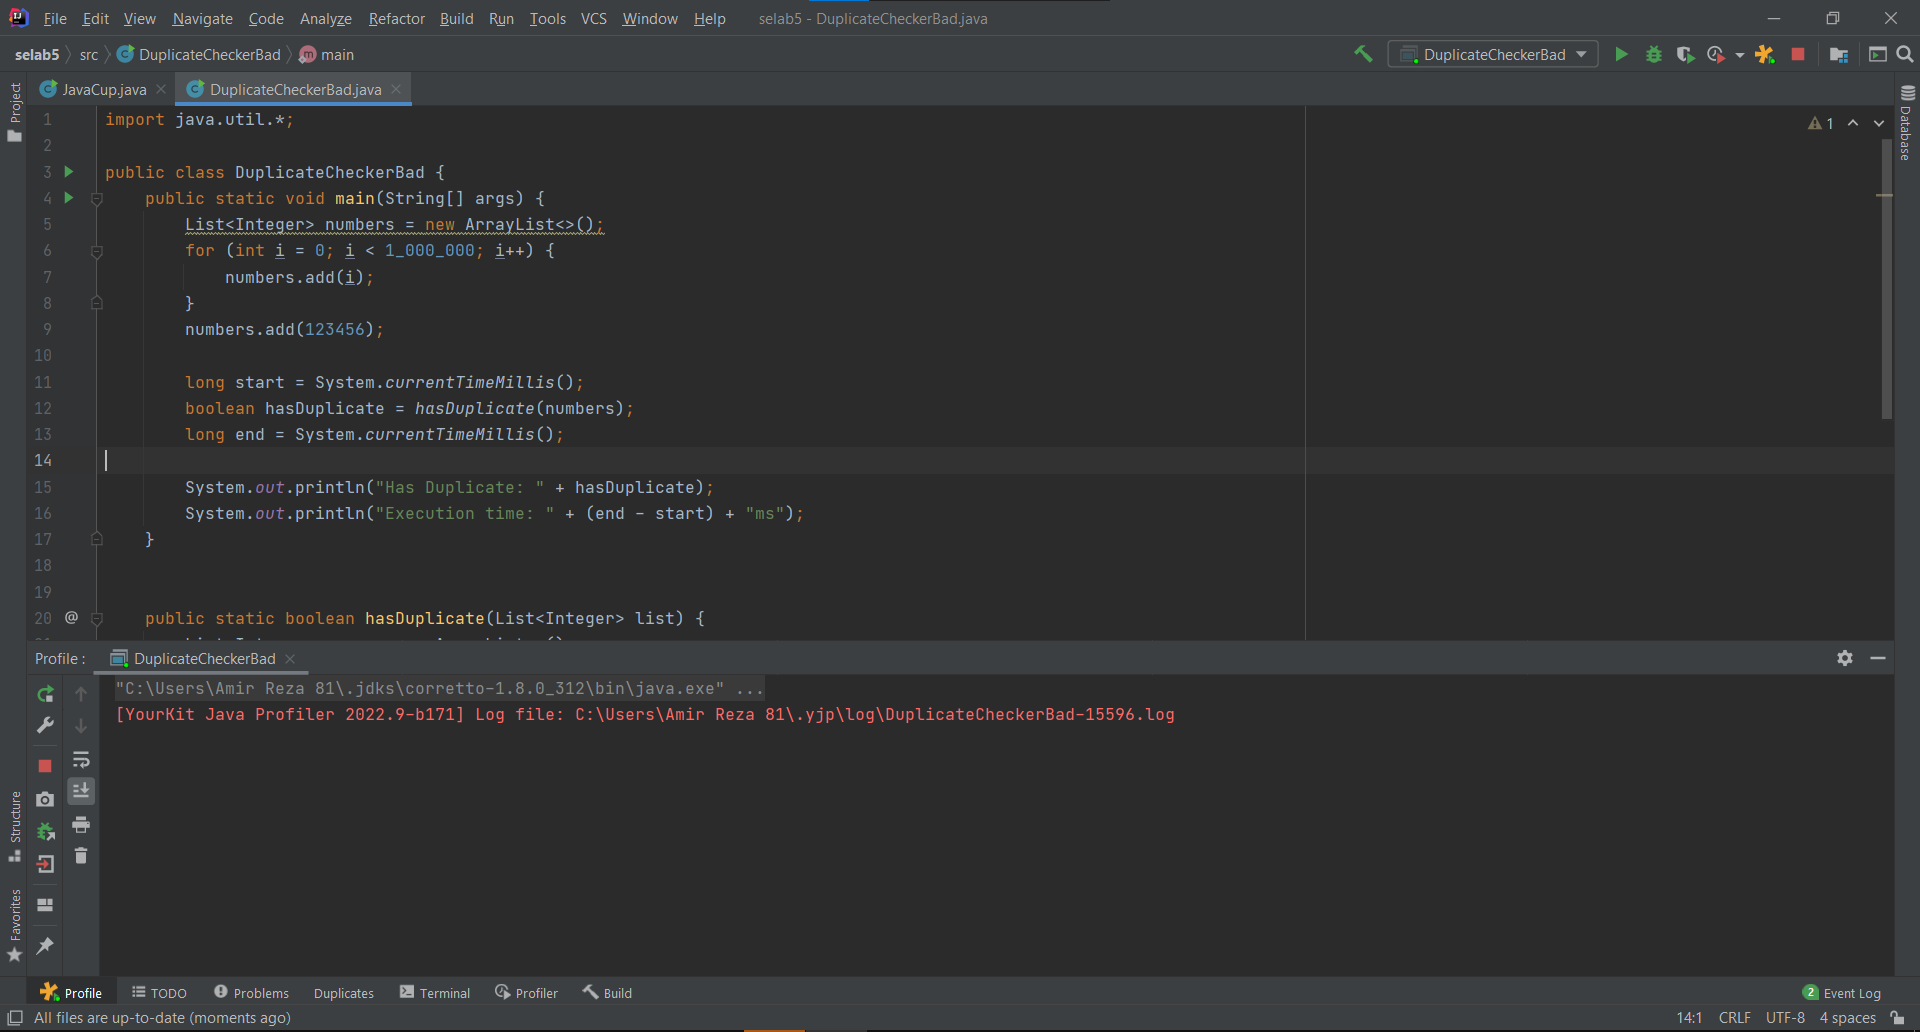 File Edit View Navigate Code Analyze Refactor Build Run Tools VCS Window Help selab5 - DuplicateCheckerBad.java
selab5 src DuplicateCheckerBad m main DuplicateCheckerBad
Project
JavaCup.java DuplicateCheckerBad.java
Database
1 import java.util.*;
1
2
3 public class DuplicateCheckerBad {
4     public static void main(String[] args) {
5         List<Integer> numbers = new ArrayList<>();
6         for (int i = 0; i < 1_000_000; i++) {
7             numbers.add(i);
8         }
9         numbers.add(123456);
10
11         long start = System.currentTimeMillis();
12         boolean hasDuplicate = hasDuplicate(numbers);
13         long end = System.currentTimeMillis();
14
15         System.out.println("Has Duplicate: " + hasDuplicate);
16         System.out.println("Execution time: " + (end - start) + "ms");
17     }
18
19
20 @ public static boolean hasDuplicate(List<Integer> list) {
Profile: DuplicateCheckerBad
"C:\Users\Amir Reza 81\.jdks\corretto-1.8.0_312\bin\java.exe" ...
[YourKit Java Profiler 2022.9-b171] Log file: C:\Users\Amir Reza 81\.yjp\log\DuplicateCheckerBad-15596.log
Structure
Favorites
Profile TODO Problems Duplicates Terminal Profiler Build 2 Event Log
All files are up-to-date (moments ago) 14:1 CRLF UTF-8 4 spaces